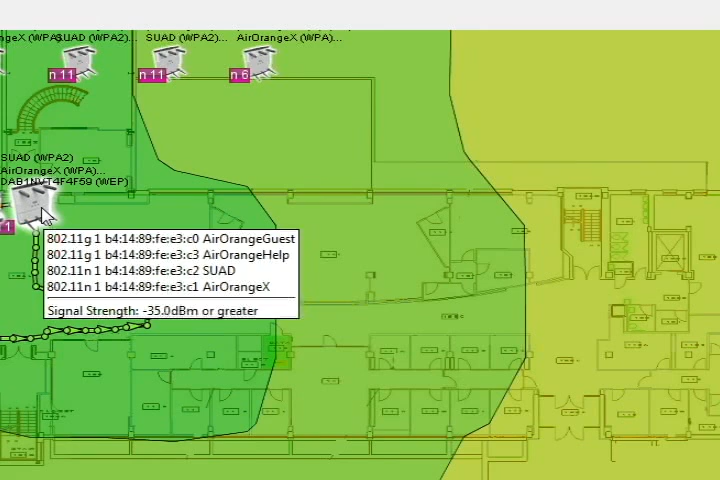 ngeX (WPA) SUAD (WPA2)... SUAD (WPA2)... AirOrangeX (WPA)...
n 11 n 11 n 6
SUAD (WPA2)
AirOrangeX (WPA)...
DAB1NVT4F4F59 (WEP)
1
802.11g 1 b4:14:89:fe:e3:c0 AirOrangeGuest
802.11g 1 b4:14:89:fe:e3:c3 AirOrangeHelp
802.11n 1 b4:14:89:fe:e3:c2 SUAD
802.11n 1 b4:14:89:fe:e3:c1 AirOrangeX
Signal Strength: -35.0dBm or greater